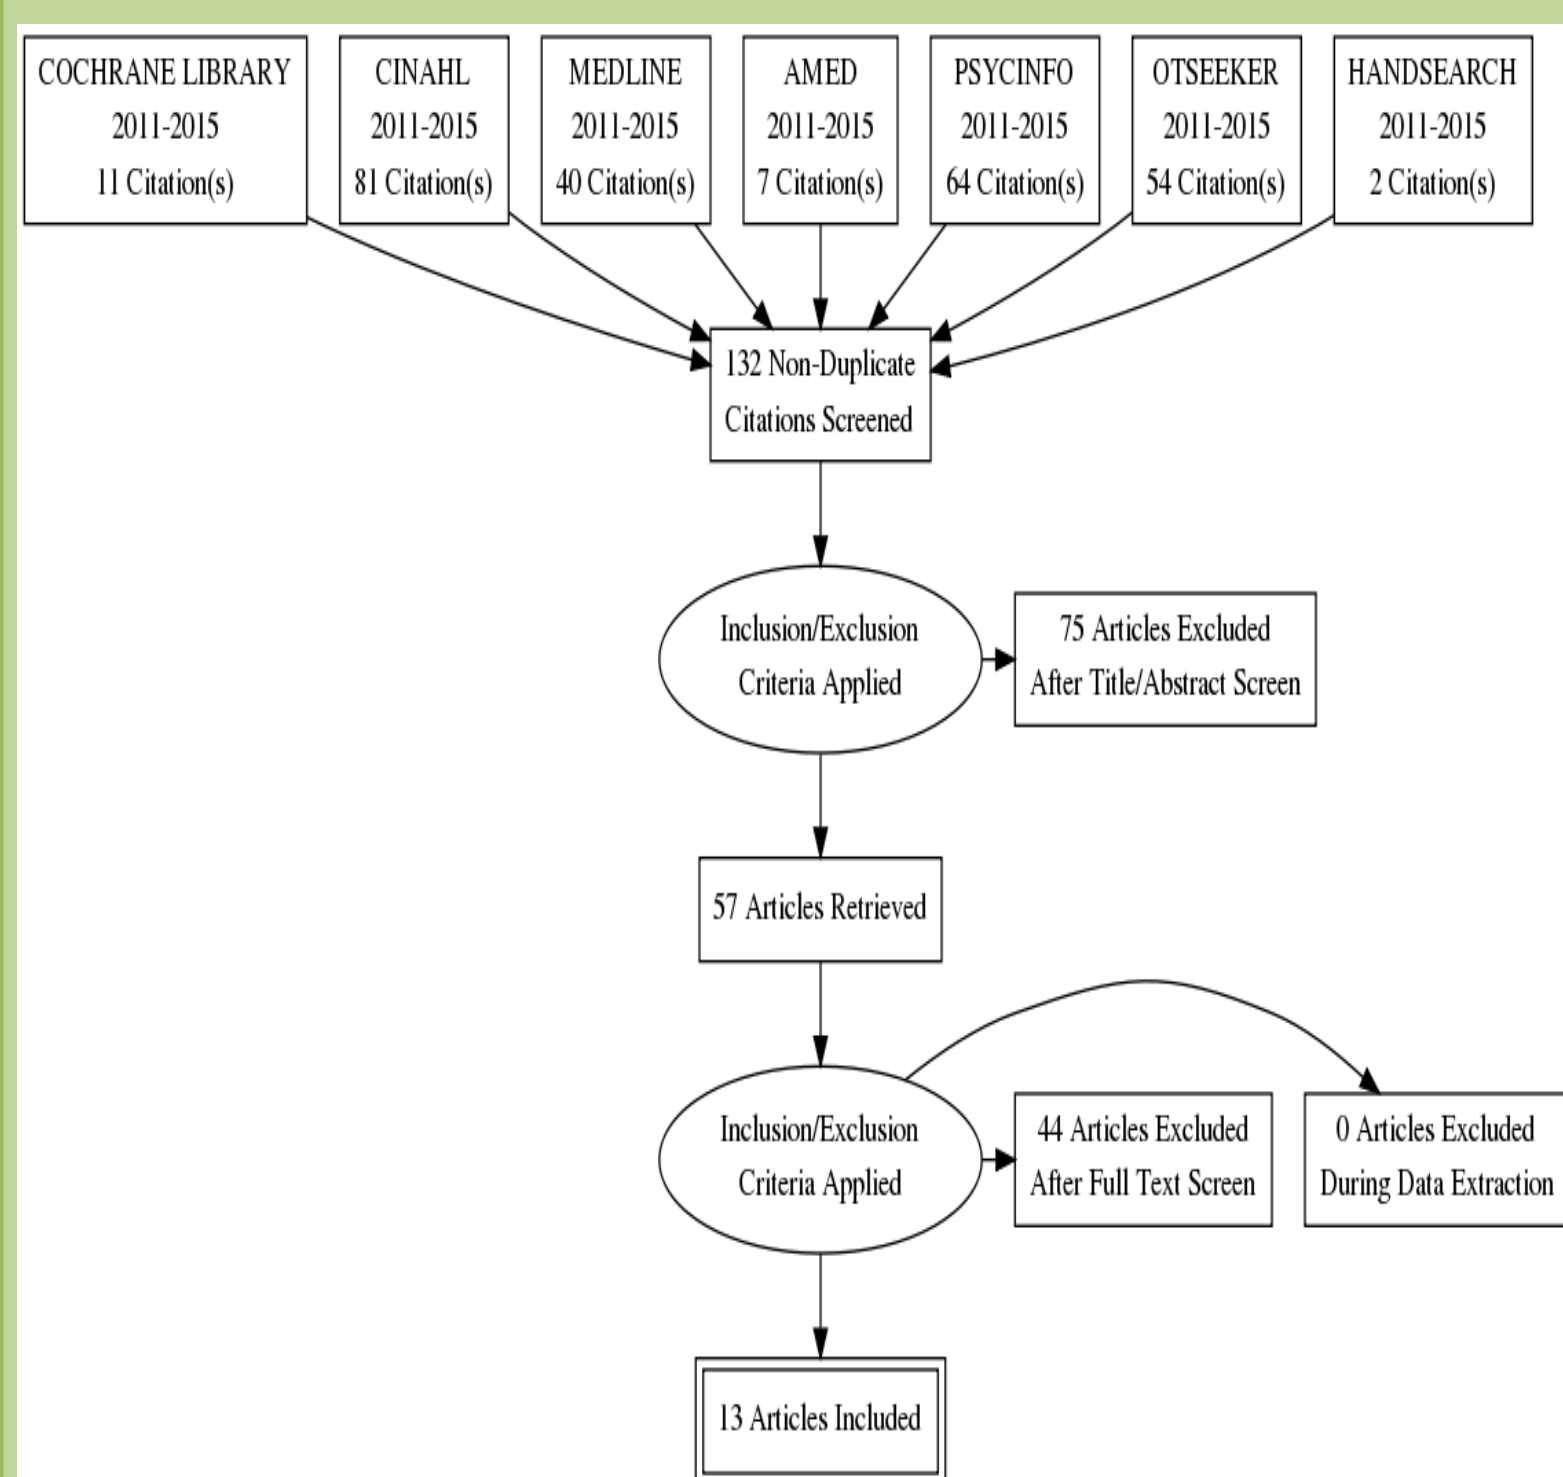 COCHRANE LIBRARY
2011-2015
11 Citation(s)
CINAHL
2011-2015
81 Citation(s)
MEDLINE
2011-2015
40 Citation(s)
AMED
2011-2015
7 Citation(s)
PSYCINFO
2011-2015
64 Citation(s)
OTSEEKER
2011-2015
54 Citation(s)
HANDSEARCH
2011-2015
2 Citation(s)
132 Non-Duplicate
Citations Screened
Inclusion/Exclusion
Criteria Applied
75 Articles Excluded
After Title/Abstract Screen
57 Articles Retrieved
Inclusion/Exclusion
Criteria Applied
44 Articles Excluded
After Full Text Screen
0 Articles Excluded
During Data Extraction
13 Articles Included